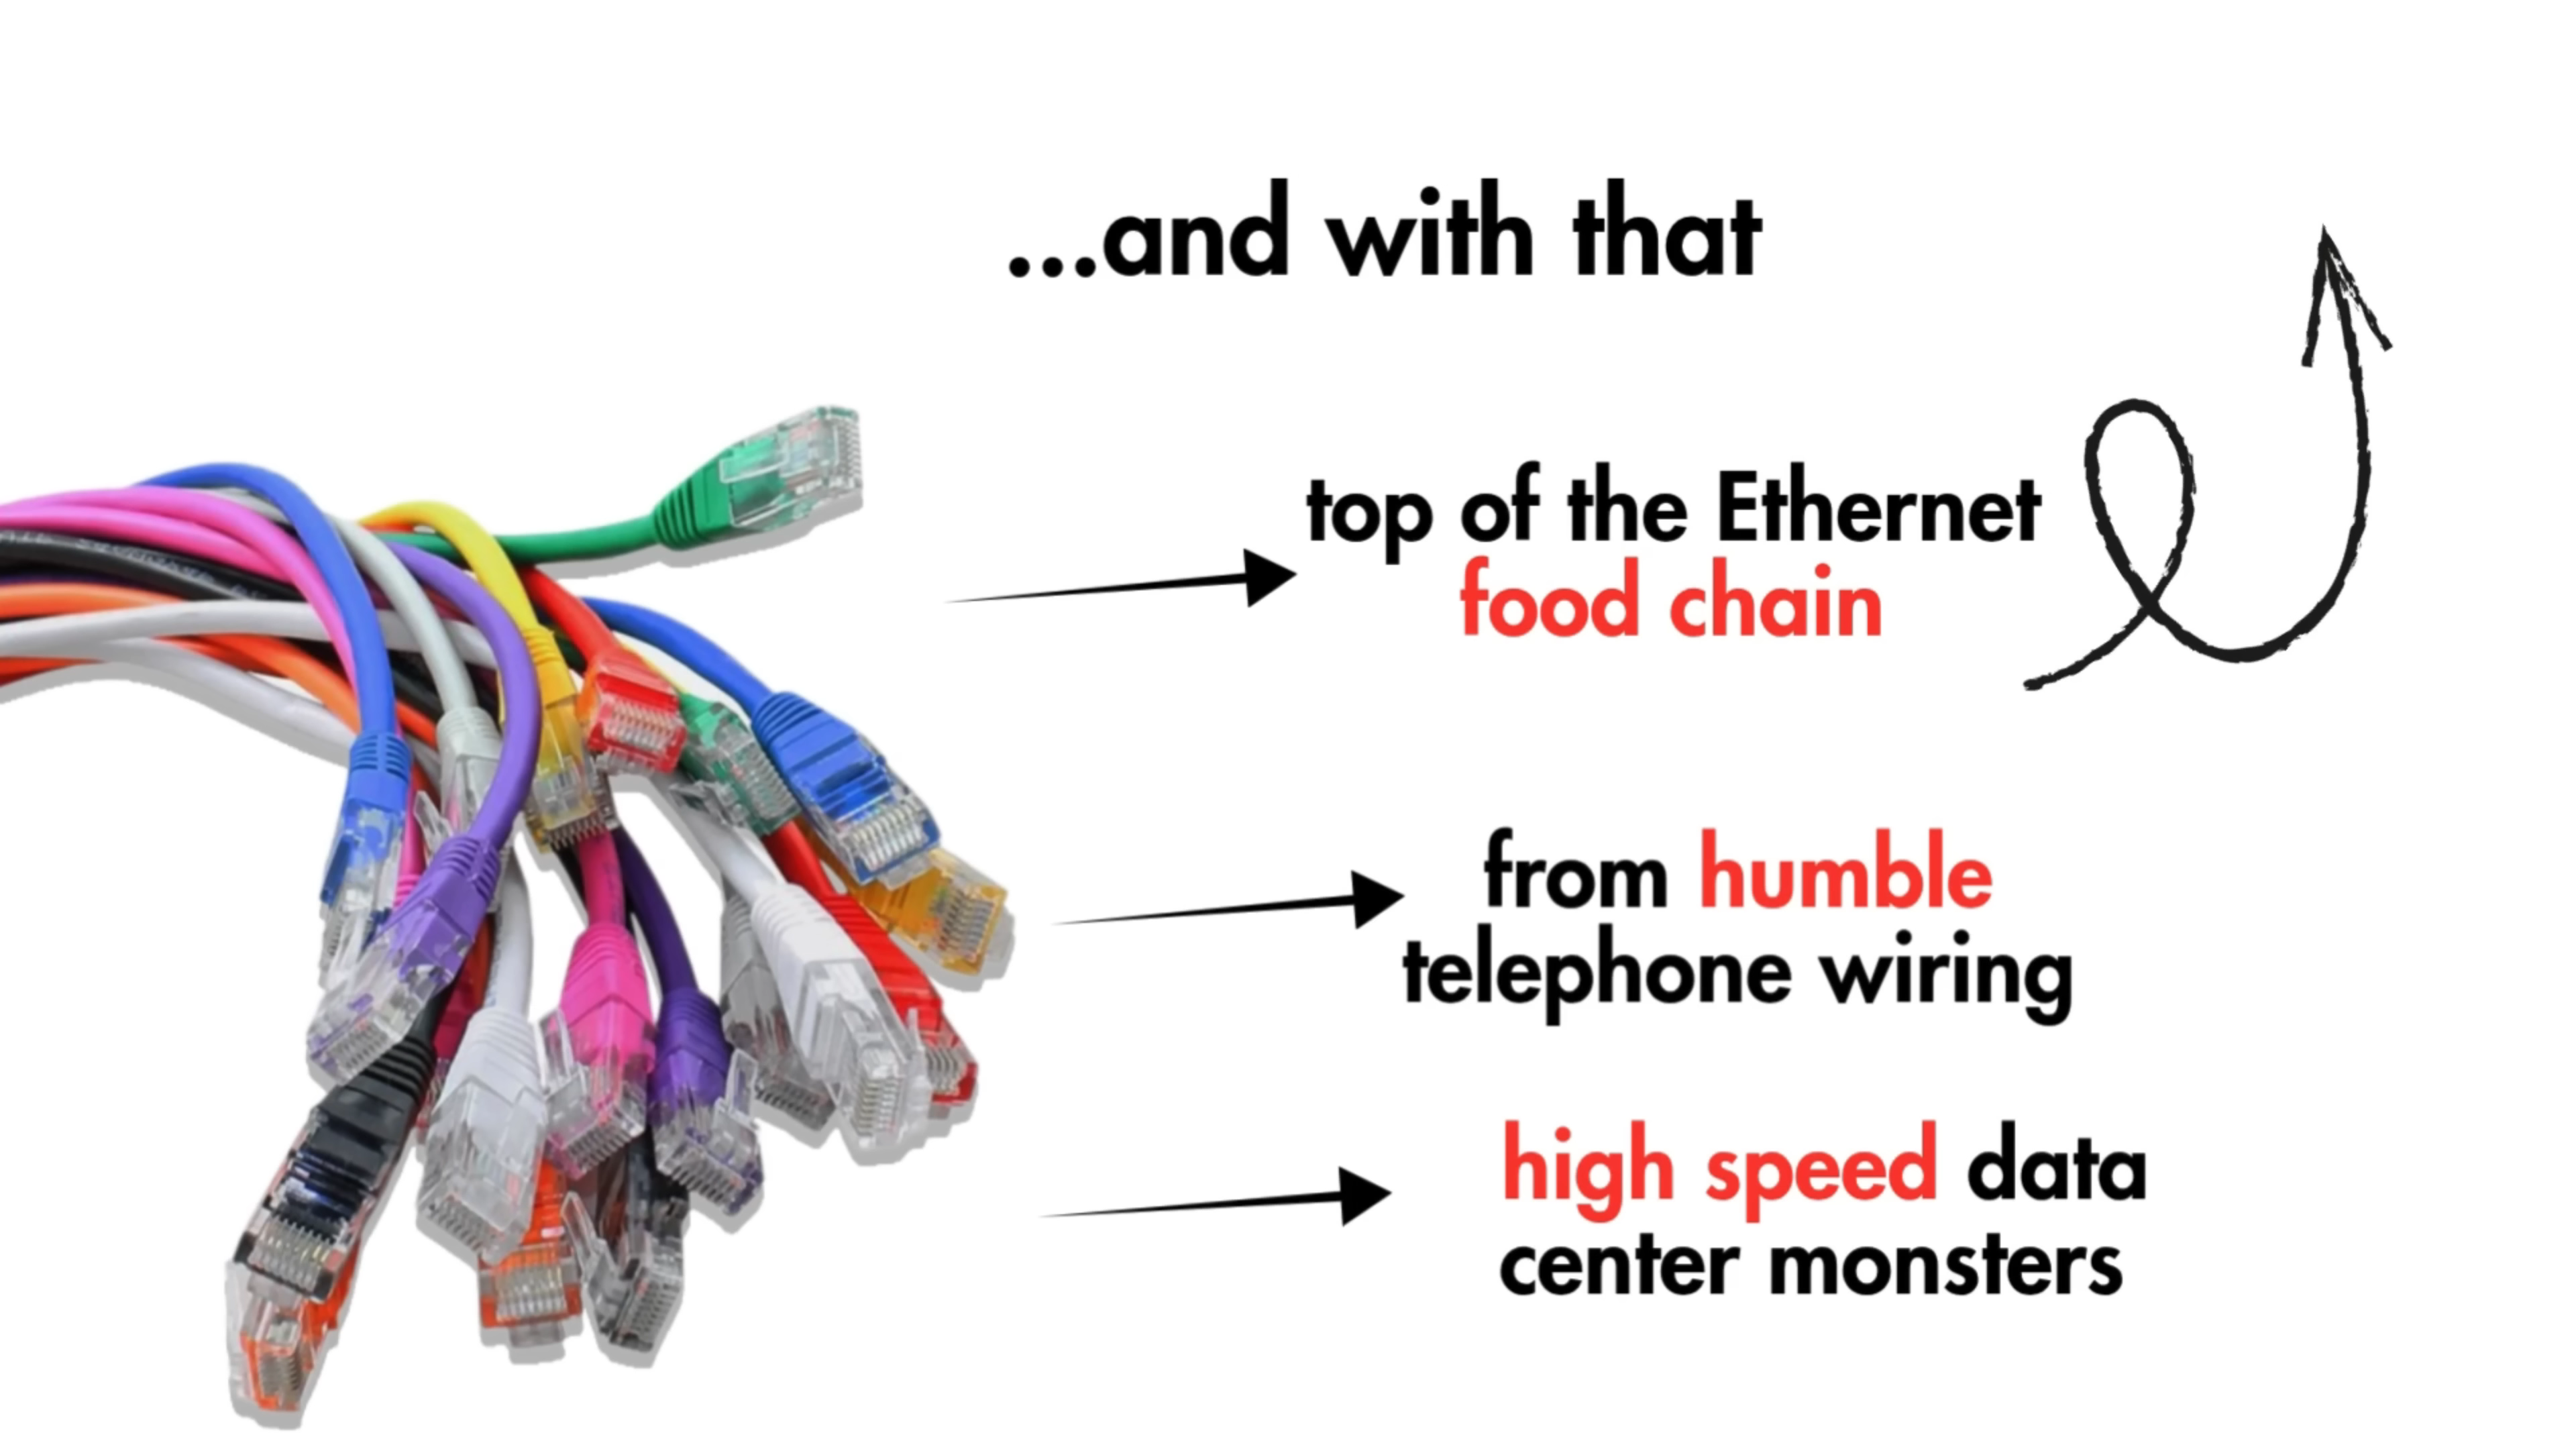 ...and with that
top of the Ethernet
food chain
from humble
telephone wiring
high speed data
center monsters